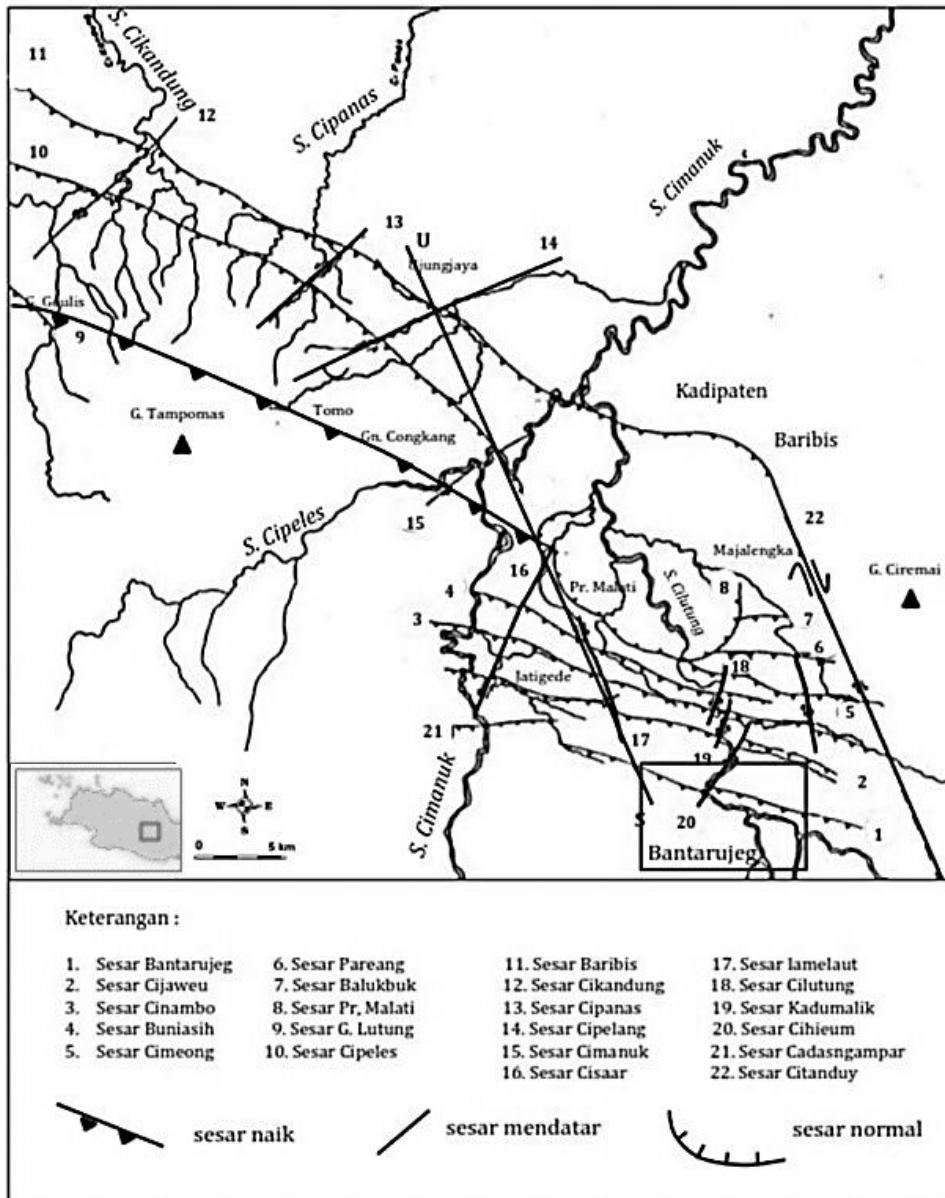 11
S. Cikandung
12
10
S. Cipanas
C. Panas
S. Cimanuk
13
U
Ujungjaya
14
G. Geulis
9
G. Tampomas
Tomo
Gn. Congkang
Kadipaten
Baribis
15
S. Cipeles
22
Majalengka
G. Ciremai
16
Pr. Malati
S. Cilutung
8
4
3
7
6
18
Jatigede
5
21
17
19
2
S. Cimanuk
S
20
1
Bantarujeg
N
W E
S
0 5 km
Keterangan :
1. Sesar Bantarujeg
2. Sesar Cijaweu
3. Sesar Cinambo
4. Sesar Buniasih
5. Sesar Cimeong
6. Sesar Pareang
7. Sesar Balukbuk
8. Sesar Pr, Malati
9. Sesar G. Lutung
10. Sesar Cipeles
11. Sesar Baribis
12. Sesar Cikandung
13. Sesar Cipanas
14. Sesar Cipelang
15. Sesar Cimanuk
16. Sesar Cisaar
17. Sesar Iamelaut
18. Sesar Cilutung
19. Sesar Kadumalik
20. Sesar Cihieum
21. Sesar Cadasngampar
22. Sesar Citanduy
sesar naik
sesar mendatar
sesar normal